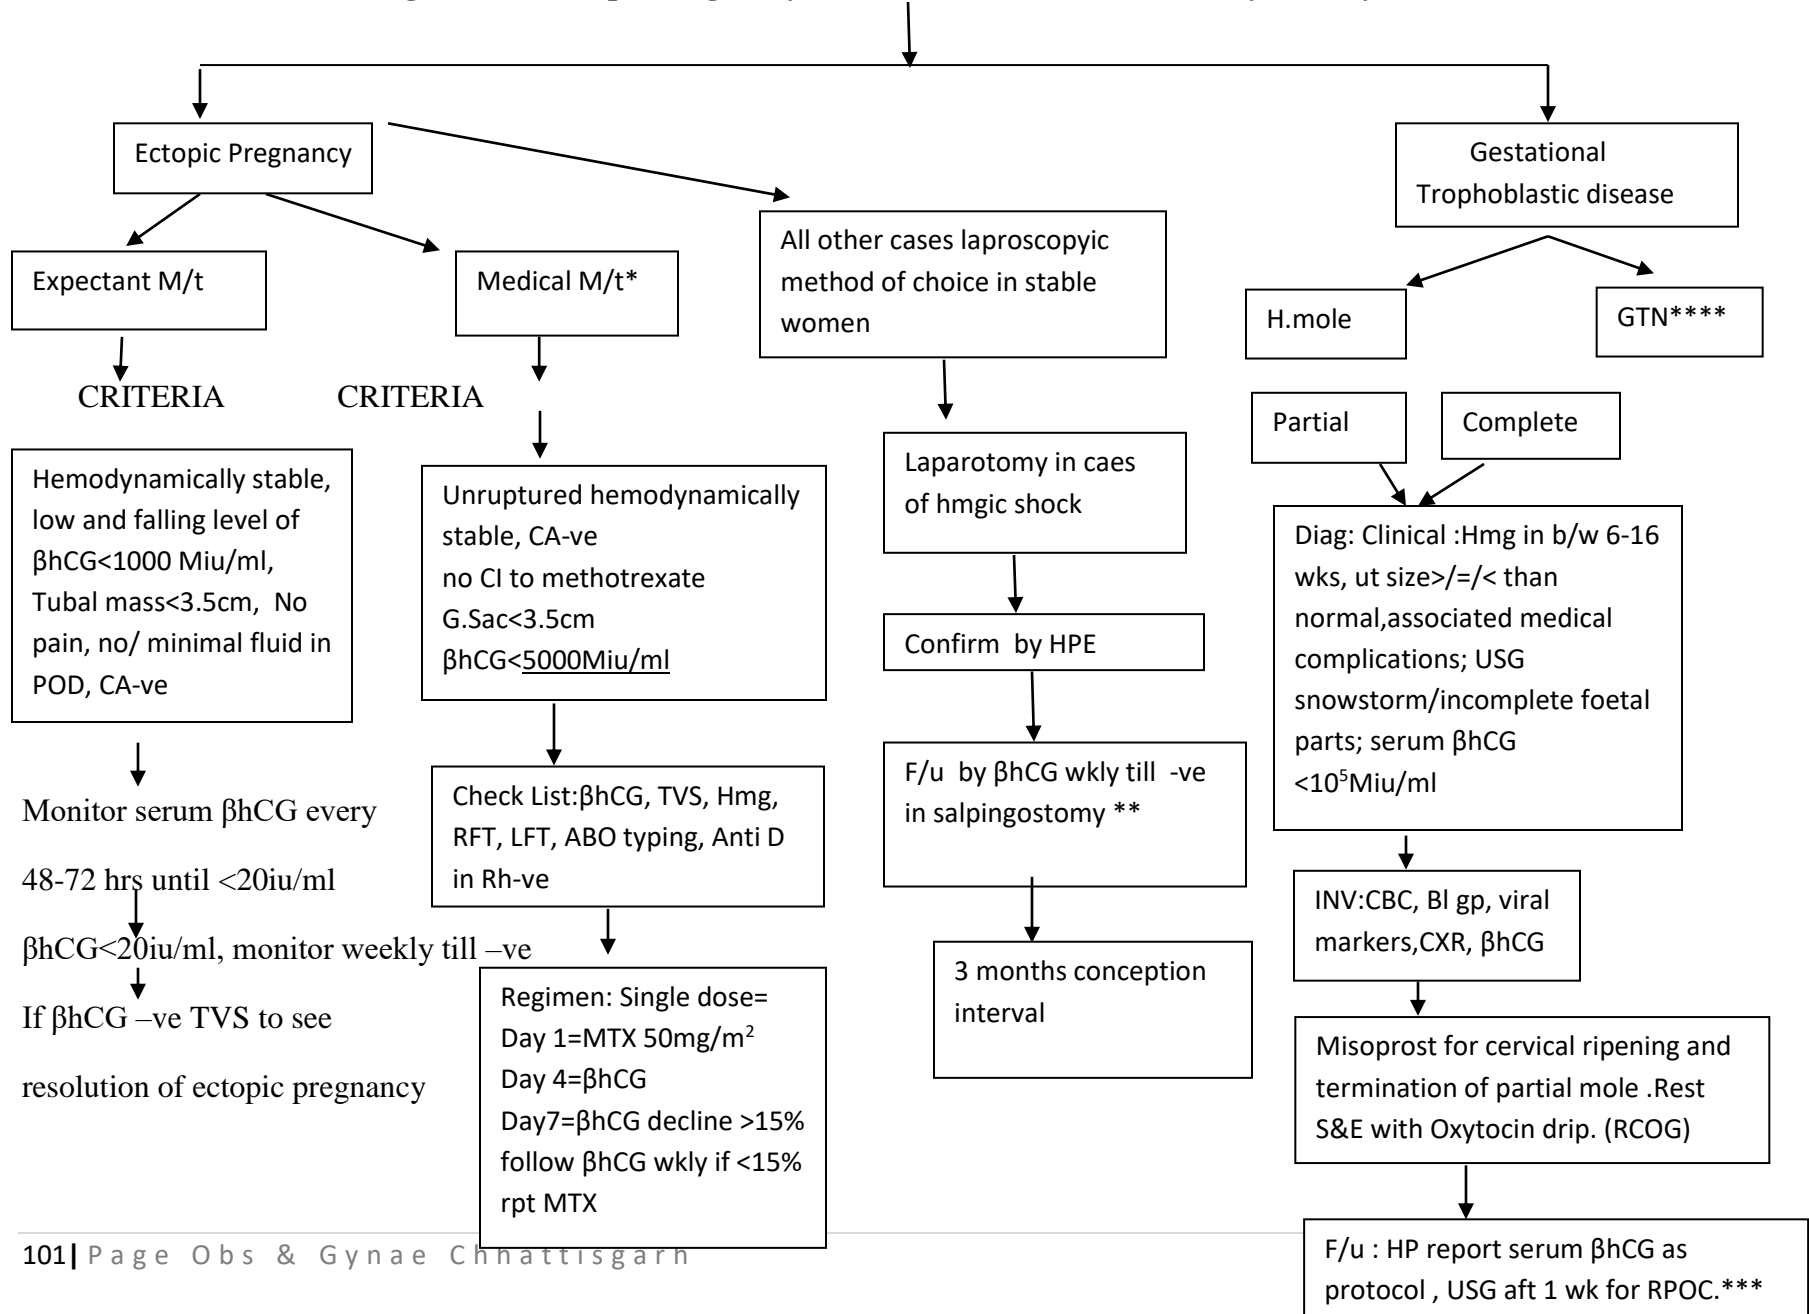 Ectopic Pregnancy
Expectant M/t
CRITERIA
Hemodynamically stable,
low and falling level of
βhCG<1000 Miu/ml,
Tubal mass<3.5cm,  No
pain, no/ minimal fluid in
POD, CA-ve
Monitor serum βhCG every
48-72 hrs until <20iu/ml
βhCG<20iu/ml, monitor weekly till –ve
If βhCG –ve TVS to see
resolution of ectopic pregnancy
Medical M/t*
CRITERIA
Unruptured hemodynamically
stable, CA-ve
no CI to methotrexate
G.Sac<3.5cm
βhCG<5000Miu/ml
Check List:βhCG, TVS, Hmg,
RFT, LFT, ABO typing, Anti D
in Rh-ve
Regimen: Single dose=
Day 1=MTX 50mg/m²
Day 4=βhCG
Day7=βhCG decline >15%
follow βhCG wkly if <15%
rpt MTX
All other cases laproscopyic
method of choice in stable
women
Laparotomy in caes
of hmgic shock
Confirm  by HPE
F/u  by βhCG wkly till  -ve
in salpingostomy **
3 months conception
interval
Gestational
Trophoblastic disease
H.mole
GTN****
Partial
Complete
Diag: Clinical :Hmg in b/w 6-16
wks, ut size>/=/< than
normal,associated medical
complications; USG
snowstorm/incomplete foetal
parts; serum βhCG
<10⁵Miu/ml
INV:CBC, Bl gp, viral
markers,CXR, βhCG
Misoprost for cervical ripening and
termination of partial mole .Rest
S&E with Oxytocin drip. (RCOG)
F/u : HP report serum βhCG as
protocol , USG aft 1 wk for RPOC.***
101| Page Obs & Gynae Chhattisgarh